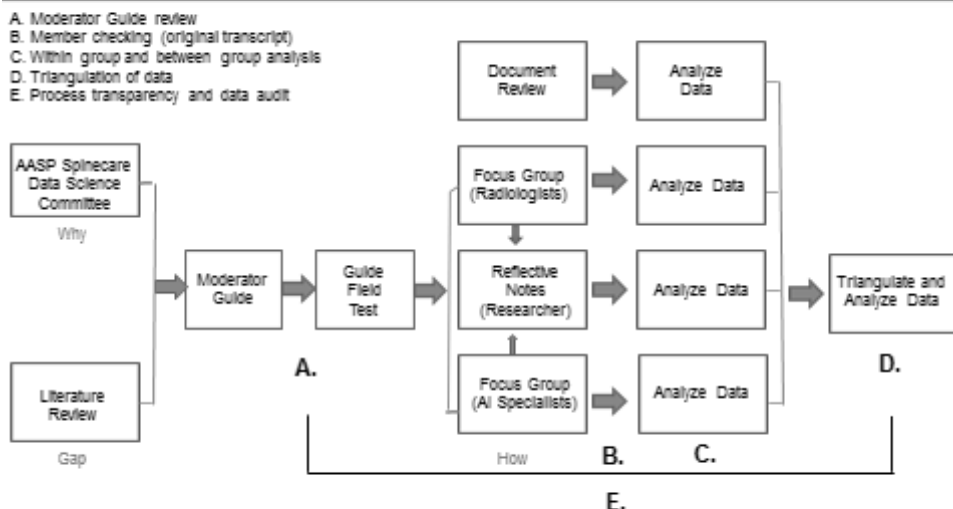 A. Moderator Guide review
B. Member checking (original transcript)
C. Within group and between group analysis
D. Triangulation of data
E. Process transparency and data audit
Document
Review
Analyze
Data
AASP Spinecare
Data Science
Committee
Why
Focus Group
(Radiologists)
Analyze Data
Moderator
Guide
Guide
Field
Test
Reflective
Notes
(Researcher)
Analyze Data
Triangulate and
Analyze Data
A.
D.
Literature
Review
Gap
Focus Group
(AI Specialists)
Analyze Data
How
B.
C.
E.